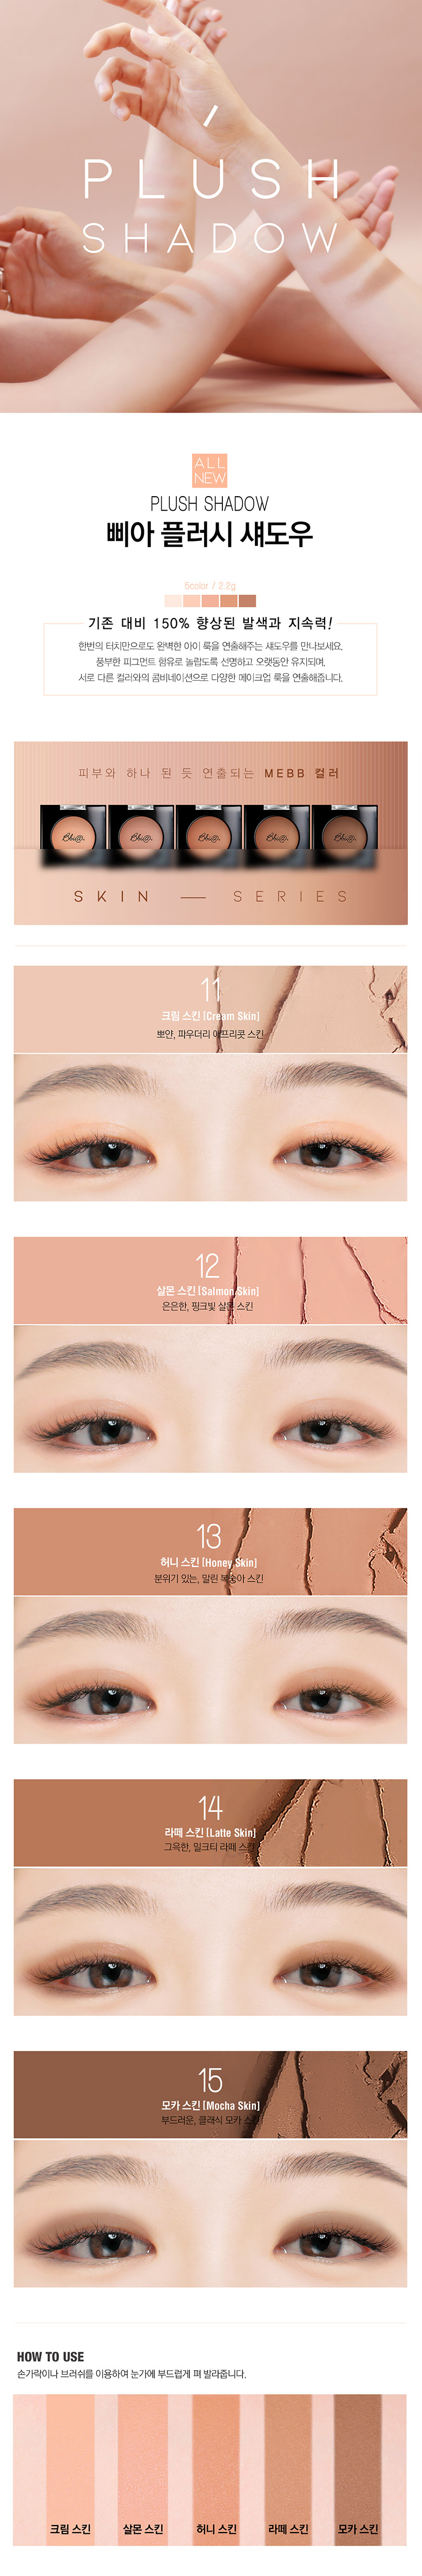 PLUSH
SHADOW
ALL
NEW
PLUSH SHADOW
삐아 플러시 섀도우
5color / 2.2g
기존 대비 150% 향상된 발색과 지속력!
한번의 터치만으로도 완벽한 아이 룩을 연출해주는 섀도우를 만나보세요.
풍부한 피그먼트 함유로 놀랍도록 선명하고 오랫동안 유지되며,
서로 다른 컬러와의 콤비네이션으로 다양한 메이크업 룩을 연출해줍니다.
피부와 하나 된 듯 연출되는 MEBB 컬러
Bbia. Bbia. Bbia. Bbia. Bbia.
SKIN — SERIES
11
크림 스킨 [Cream Skin]
뽀얀, 파우더리 애프리콧 스킨
12
살몬 스킨 [Salmon Skin]
은은한, 핑크빛 살몬 스킨
13
허니 스킨 [Honey Skin]
분위기 있는, 말린 복숭아 스킨
14
라떼 스킨 [Latte Skin]
그윽한, 밀크티 라떼 스킨
15
모카 스킨 [Mocha Skin]
부드러운, 클래식 모카 스킨
HOW TO USE
손가락이나 브러쉬를 이용하여 눈가에 부드럽게 펴 발라줍니다.
크림 스킨 살몬 스킨 허니 스킨 라떼 스킨 모카 스킨